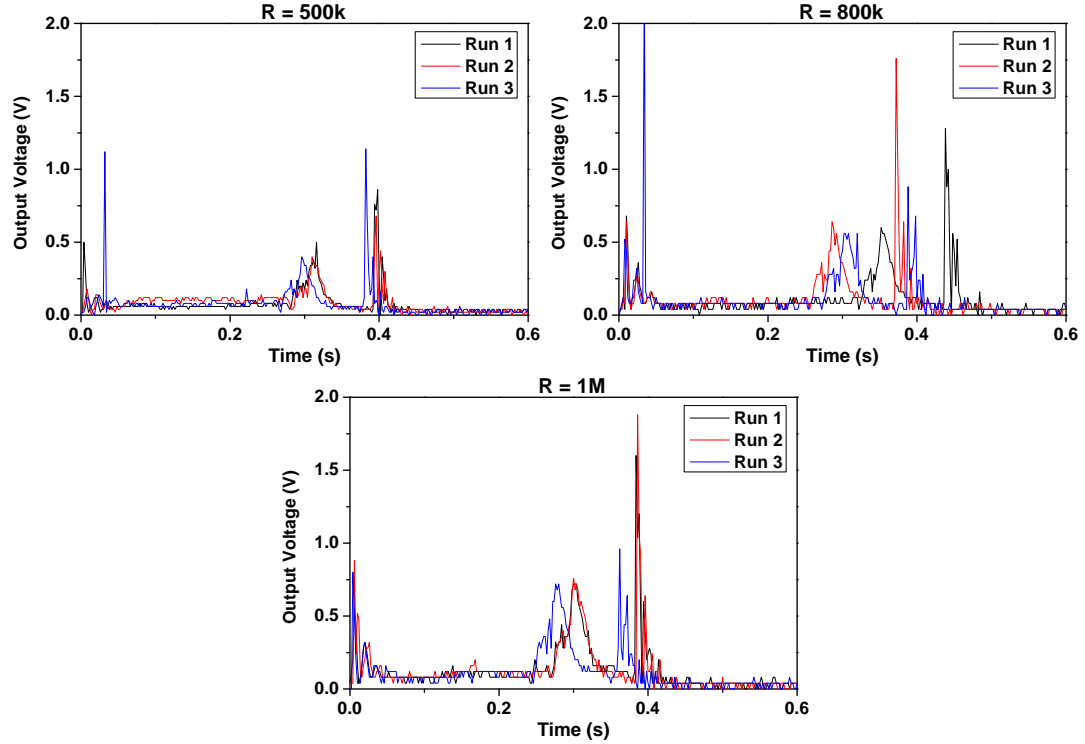 R = 500k
2.0
1.5
1.0
0.5
0.0
Output Voltage (V)
0.0 0.2 0.4 0.6
Time (s)
Run 1
Run 2
Run 3
R = 800k
2.0
1.5
1.0
0.5
0.0
Output Voltage (V)
0.0 0.2 0.4 0.6
Time (s)
Run 1
Run 2
Run 3
R = 1M
2.0
1.5
1.0
0.5
0.0
Output Voltage (V)
0.0 0.2 0.4 0.6
Time (s)
Run 1
Run 2
Run 3